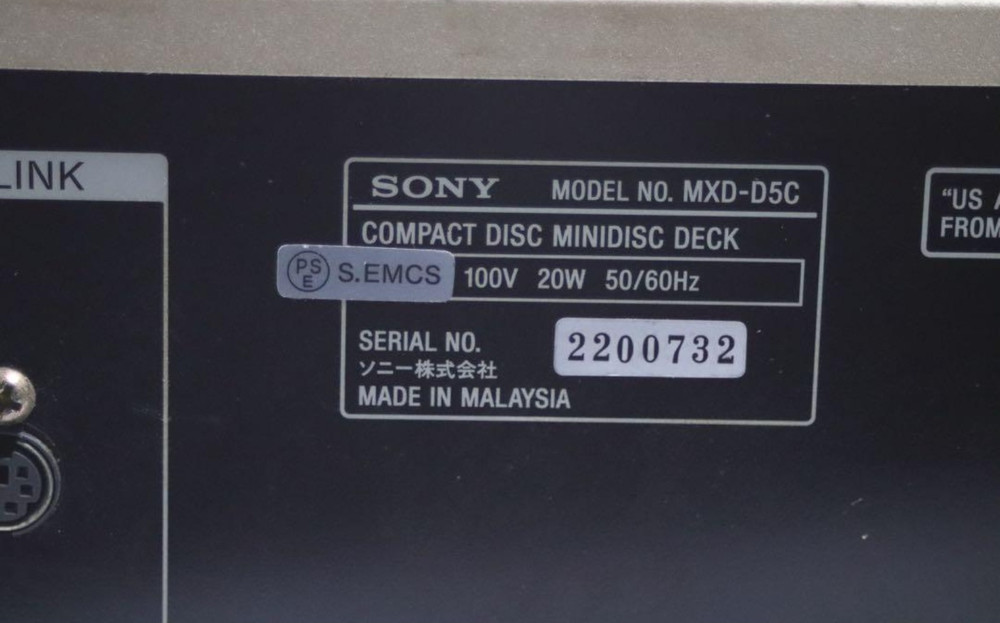 LINK
SONY MODEL NO. MXD-D5C
COMPACT DISC MINIDISC DECK
PSE S.EMCS 100V 20W 50/60Hz
SERIAL NO. 2200732
ソニー株式会社
MADE IN MALAYSIA
"US
FROM